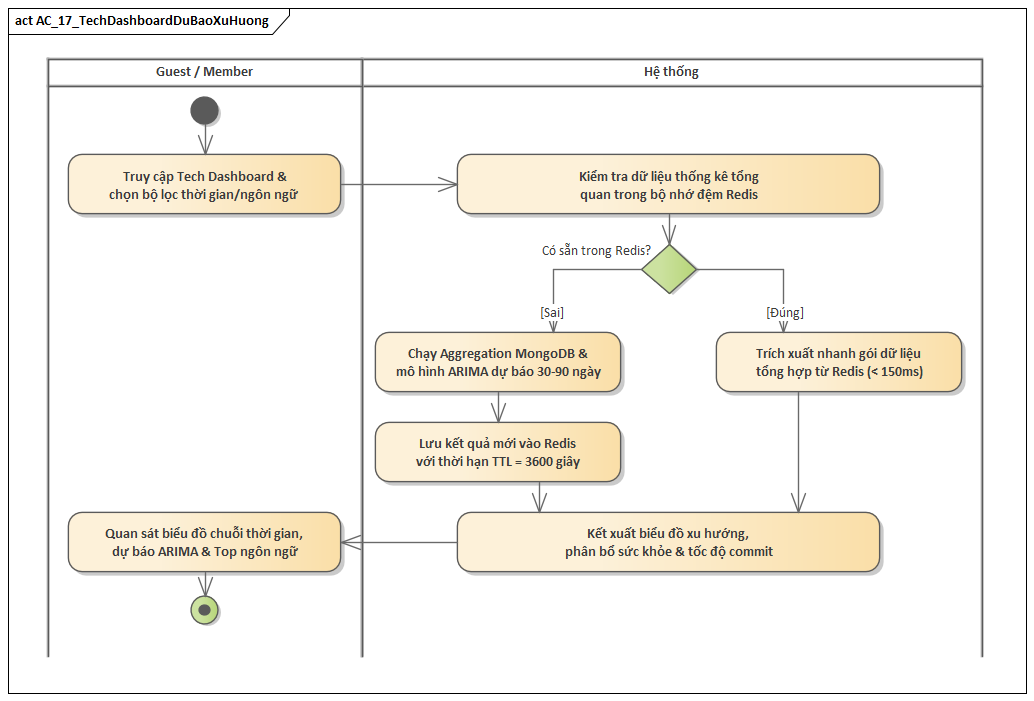 act AC_17_TechDashboardDuBaoXuHuong
Guest / Member
Hệ thống
Truy cập Tech Dashboard &
chọn bộ lọc thời gian/ngôn ngữ
Kiểm tra dữ liệu thống kê tổng
quan trong bộ nhớ đệm Redis
Có sẵn trong Redis?
[Sai]
[Đúng]
Chạy Aggregation MongoDB &
mô hình ARIMA dự báo 30-90 ngày
Trích xuất nhanh gói dữ liệu
tổng hợp từ Redis (< 150ms)
Lưu kết quả mới vào Redis
với thời hạn TTL = 3600 giây
Quan sát biểu đồ chuỗi thời gian,
dự báo ARIMA & Top ngôn ngữ
Kết xuất biểu đồ xu hướng,
phân bổ sức khỏe & tốc độ commit